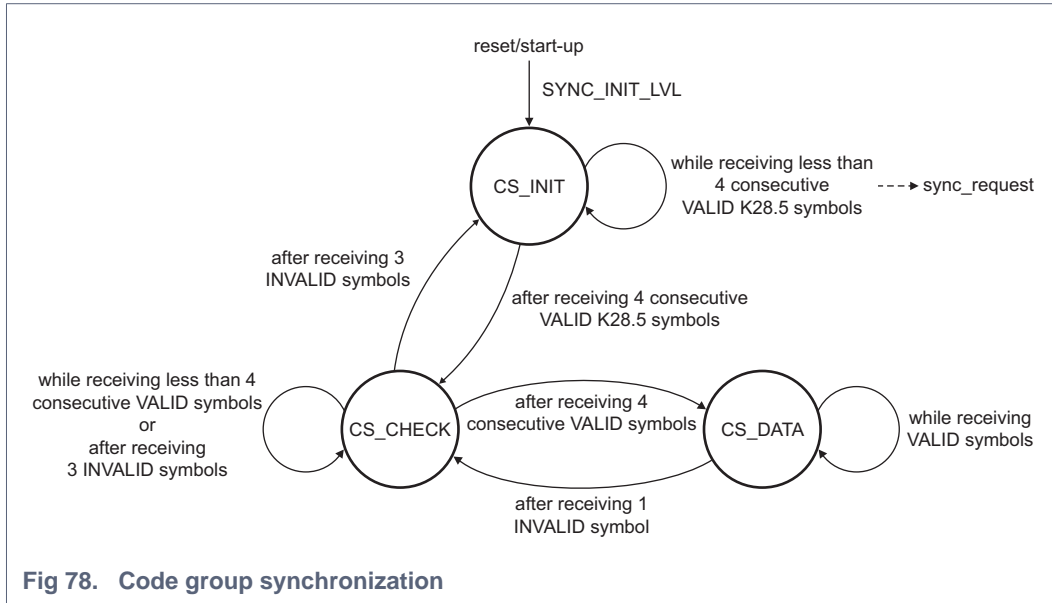 reset/start-up
SYNC_INIT_LVL
CS_INIT
while receiving less than
4 consecutive
VALID K28.5 symbols
sync_request
after receiving 3
INVALID symbols
after receiving 4 consecutive
VALID K28.5 symbols
while receiving less than 4
consecutive VALID symbols
or
after receiving
3 INVALID symbols
CS_CHECK
after receiving 4
consecutive VALID symbols
CS_DATA
while receiving
VALID symbols
after receiving 1
INVALID symbol
Fig 78. Code group synchronization